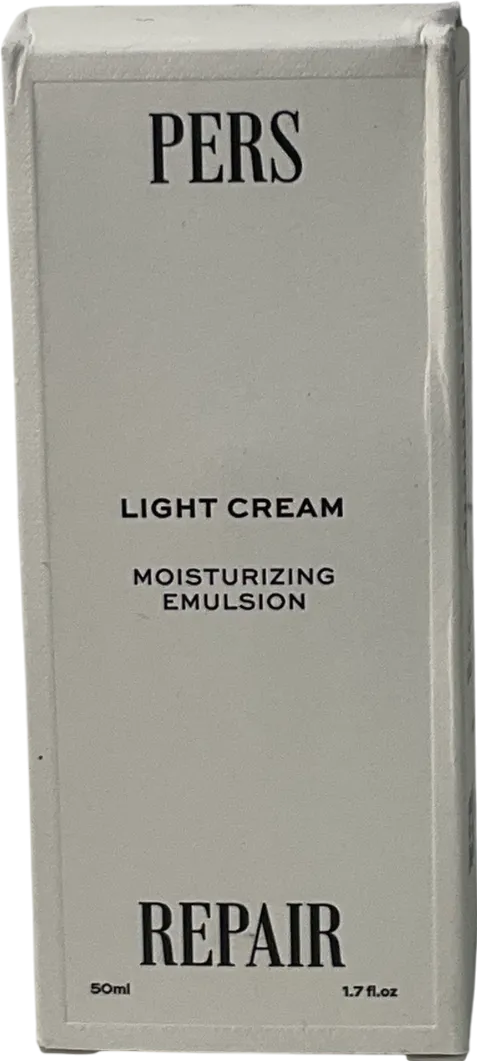 PERS
LIGHT CREAM
MOISTURIZING
EMULSION
REPAIR
50ml 1.7 fl.oz